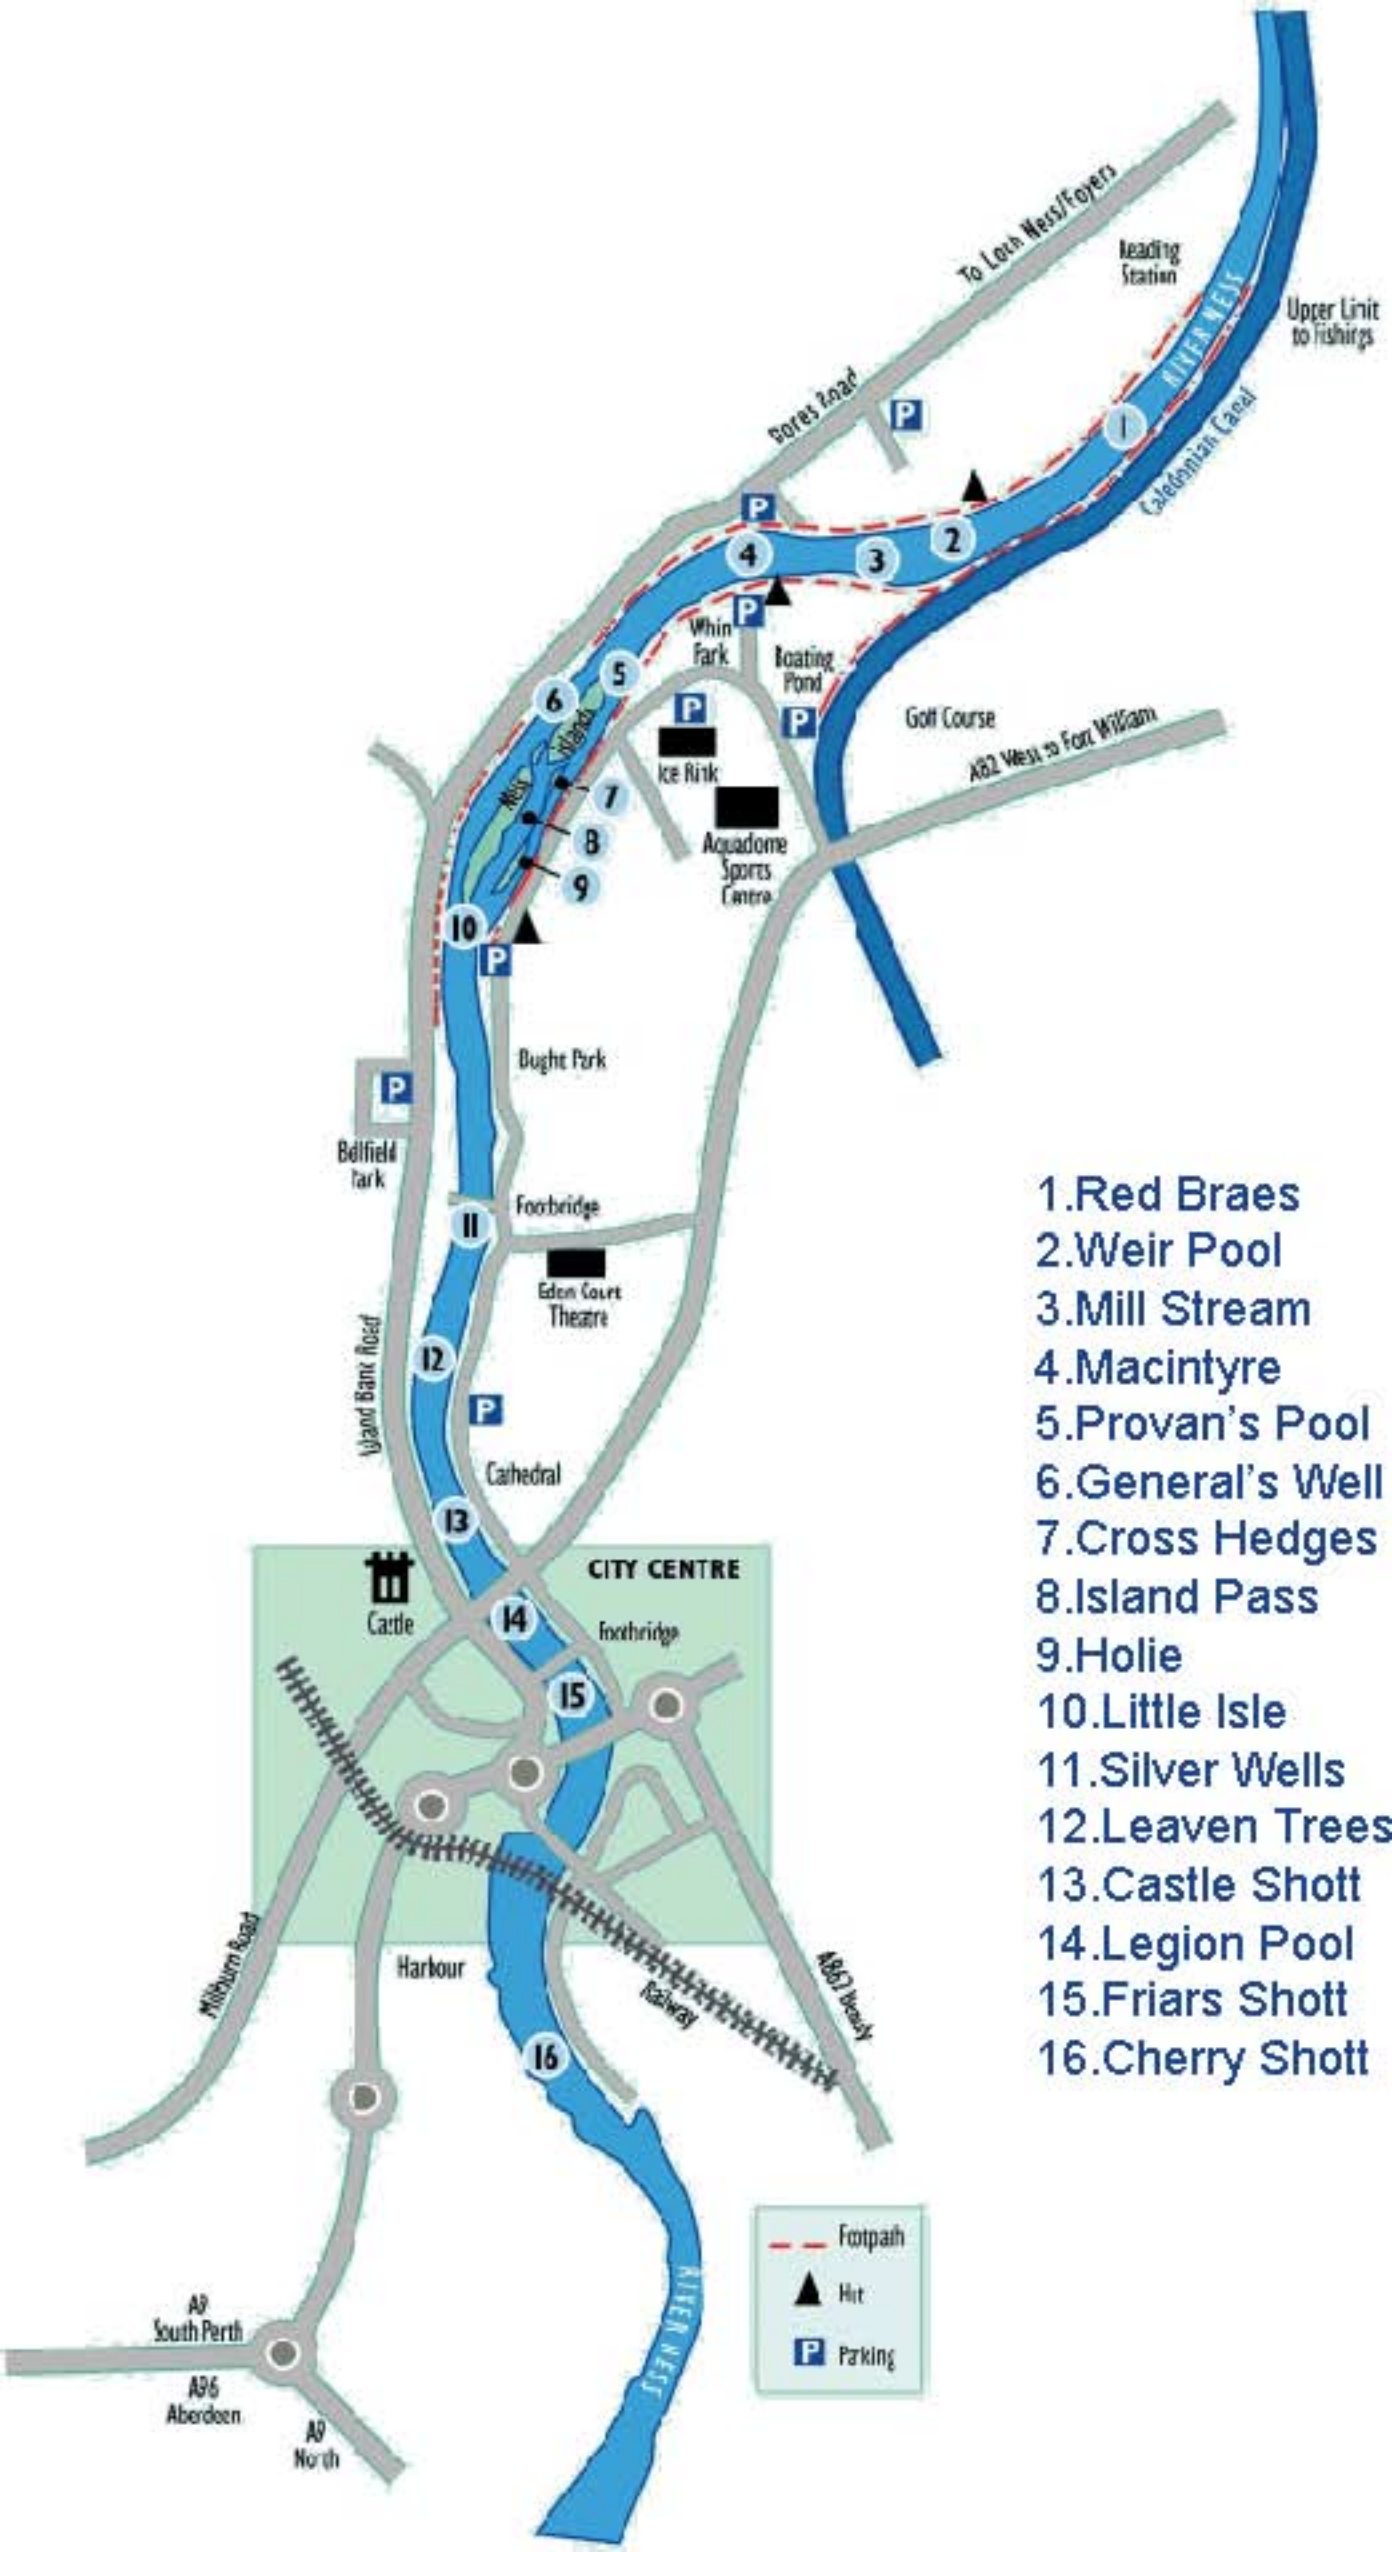 To Loch Ness/Foyers
Reading
Station
RIVER NESS
Upper Limit
to Fishings
Dores Road
P
1
Caledonian Canal
P
2
3
4
P
Whin
Park
Boating
Pond
5
6
P
P
Golf Course
A82 West to Fort William
Islands
Ness
Ice Rink
7
8
9
Aquadome
Sports
Centre
10
P
Bught Park
P
Bellfield
Park
Footbridge
11
Eden Court
Theatre
Island Bank Road
12
P
Cathedral
13
CITY CENTRE
Castle
14
Footbridge
15
Millburn Road
Harbour
Railway
A862 Beauly
16
RIVER NESS
A9
South Perth
A96
Aberdeen
A9
North
Footpath
Hut
P Parking
1.Red Braes
2.Weir Pool
3.Mill Stream
4.Macintyre
5.Provan's Pool
6.General's Well
7.Cross Hedges
8.Island Pass
9.Holie
10.Little Isle
11.Silver Wells
12.Leaven Trees
13.Castle Shott
14.Legion Pool
15.Friars Shott
16.Cherry Shott